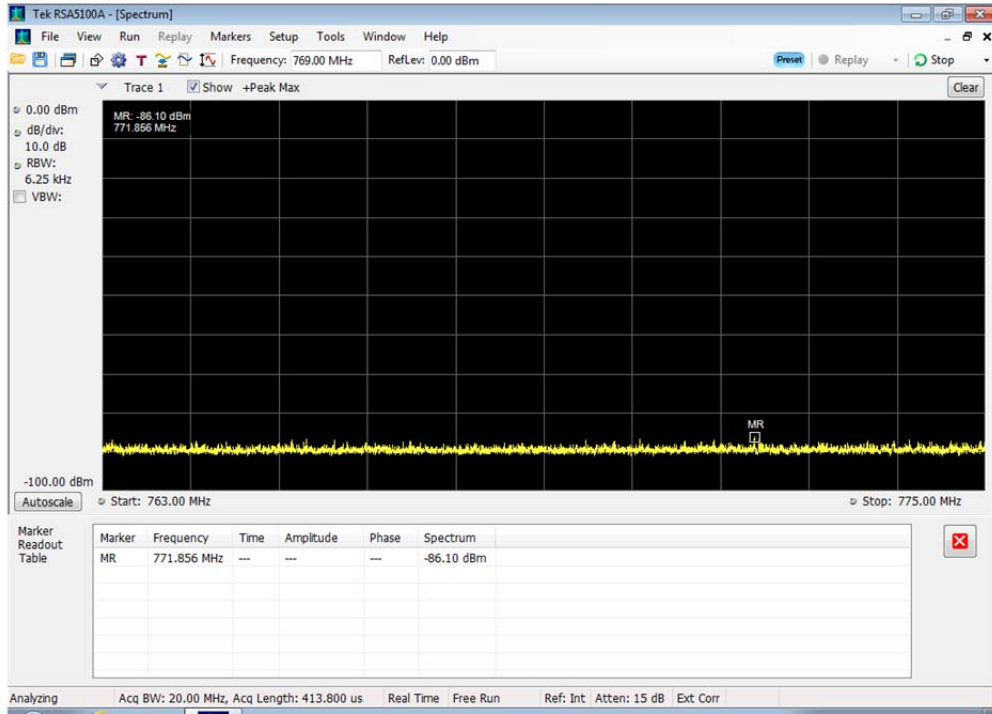 Tek RSA5100A - [Spectrum]
File View Run Replay Markers Setup Tools Window Help
T Frequency: 769.00 MHz RefLev: 0.00 dBm Preset Replay Stop
Trace 1 Show +Peak Max Clear
0.00 dBm
dB/div:
10.0 dB
RBW:
6.25 kHz
VBW:
MR: -86.10 dBm
771.856 MHz
MR
-100.00 dBm
Autoscale Start: 763.00 MHz Stop: 775.00 MHz
Marker
Readout
Table
Marker Frequency Time Amplitude Phase Spectrum
MR 771.856 MHz --- --- --- -86.10 dBm
Analyzing Acq BW: 20.00 MHz, Acq Length: 413.800 us Real Time Free Run Ref: Int Atten: 15 dB Ext Corr